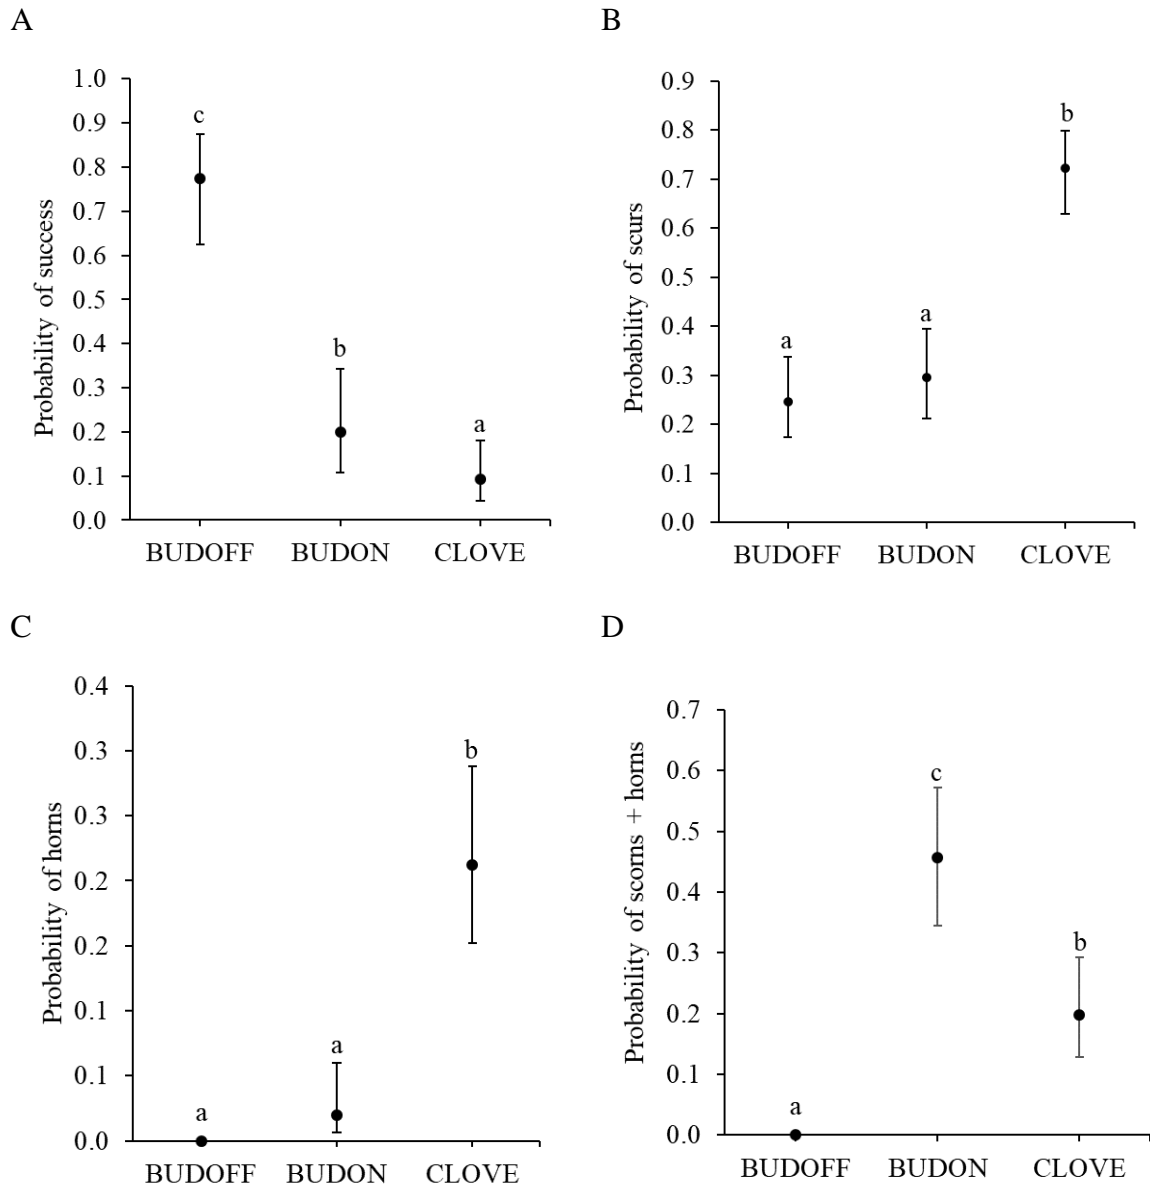 A
Probability of success
1.0
0.9
0.8
0.7
0.6
0.5
0.4
0.3
0.2
0.1
0.0
c
b
a
BUDOFF BUDON CLOVE
B
Probability of scurs
0.9
0.8
0.7
0.6
0.5
0.4
0.3
0.2
0.1
0.0
a
a
b
BUDOFF BUDON CLOVE
C
Probability of horns
0.4
0.3
0.3
0.2
0.2
0.1
0.1
0.0
a
a
b
BUDOFF BUDON CLOVE
D
Probability of scorns + horns
0.7
0.6
0.5
0.4
0.3
0.2
0.1
0.0
a
c
b
BUDOFF BUDON CLOVE